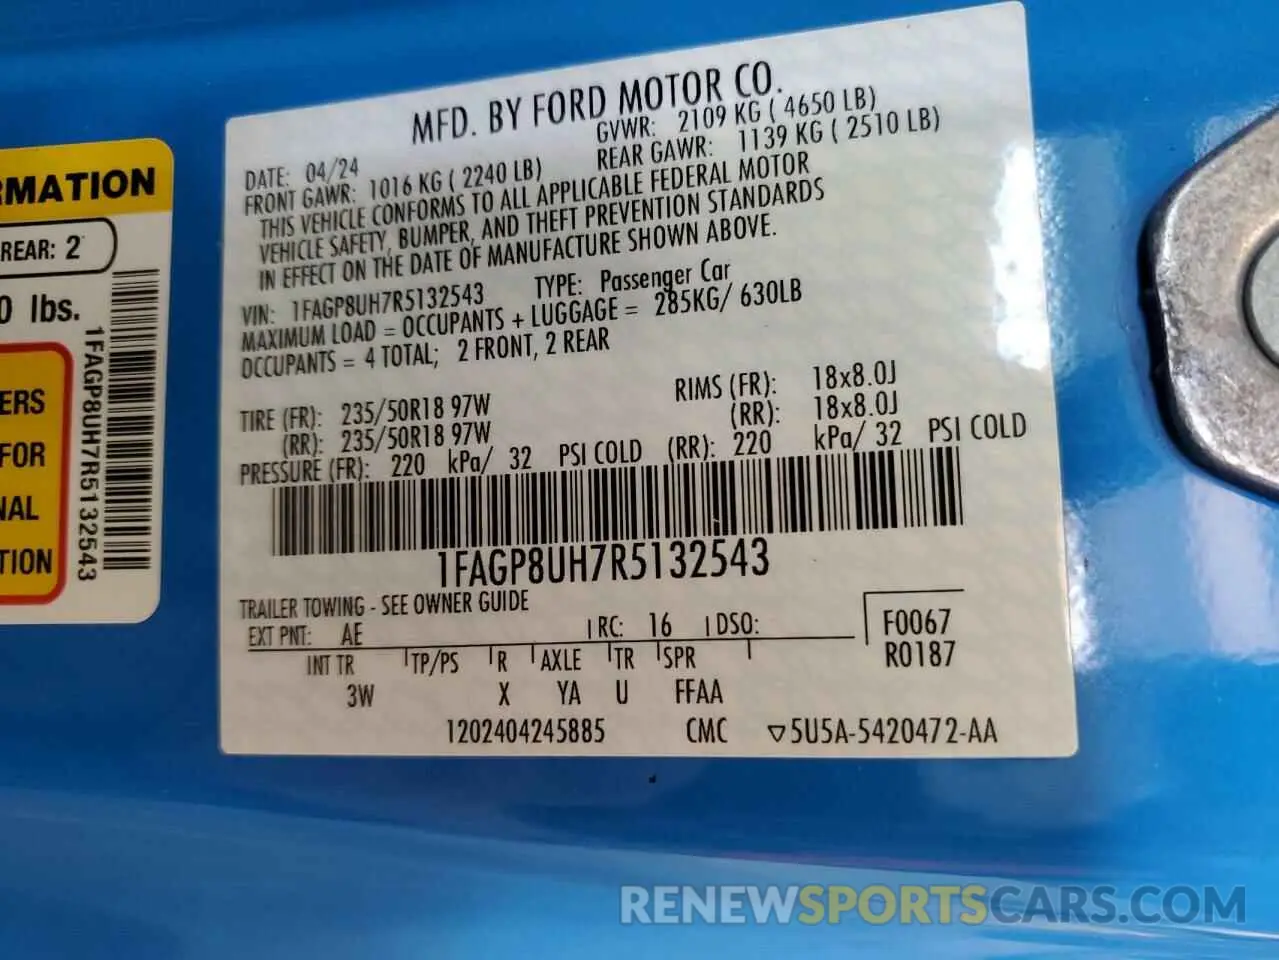 RMATION
REAR: 2
0 lbs.
ERS
FOR
NAL
TION
1FAGP8UH7R5132543
MFD. BY FORD MOTOR CO.
DATE: 04/24 GVWR: 2109 KG ( 4650 LB)
FRONT GAWR: 1016 KG ( 2240 LB) REAR GAWR: 1139 KG ( 2510 LB)
THIS VEHICLE CONFORMS TO ALL APPLICABLE FEDERAL MOTOR
VEHICLE SAFETY, BUMPER, AND THEFT PREVENTION STANDARDS
IN EFFECT ON THE DATE OF MANUFACTURE SHOWN ABOVE.
VIN: 1FAGP8UH7R5132543 TYPE: Passenger Car
MAXIMUM LOAD = OCCUPANTS + LUGGAGE = 285KG/ 630LB
OCCUPANTS = 4 TOTAL; 2 FRONT, 2 REAR
TIRE (FR): 235/50R18 97W RIMS (FR): 18x8.0J
(RR): 235/50R18 97W (RR): 18x8.0J
PRESSURE (FR): 220 kPa/ 32 PSI COLD (RR): 220 kPa/ 32 PSI COLD
1FAGP8UH7R5132543
TRAILER TOWING - SEE OWNER GUIDE
EXT PNT: AE RC: 16 DSO: F0067
INT TR TP/PS R AXLE TR SPR R0187
3W X YA U FFAA
1202404245885 CMC ▽5U5A-5420472-AA
RENEWSPORTSCARS.COM